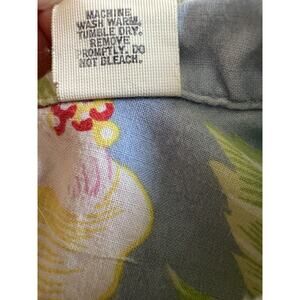 MACHINE
WASH WARM.
TUMBLE DRY.
REMOVE
PROMPTLY. DO
NOT BLEACH.